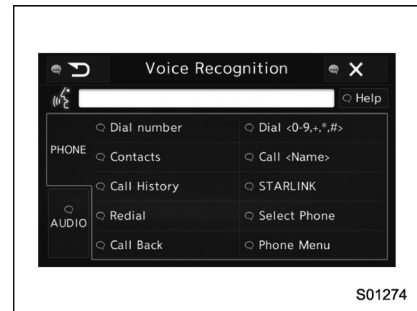 Voice Recognition
Help
PHONE
AUDIO
Dial number
Dial <0-9,+,*,#>
Contacts
Call <Name>
Call History
STARLINK
Redial
Select Phone
Call Back
Phone Menu
S01274